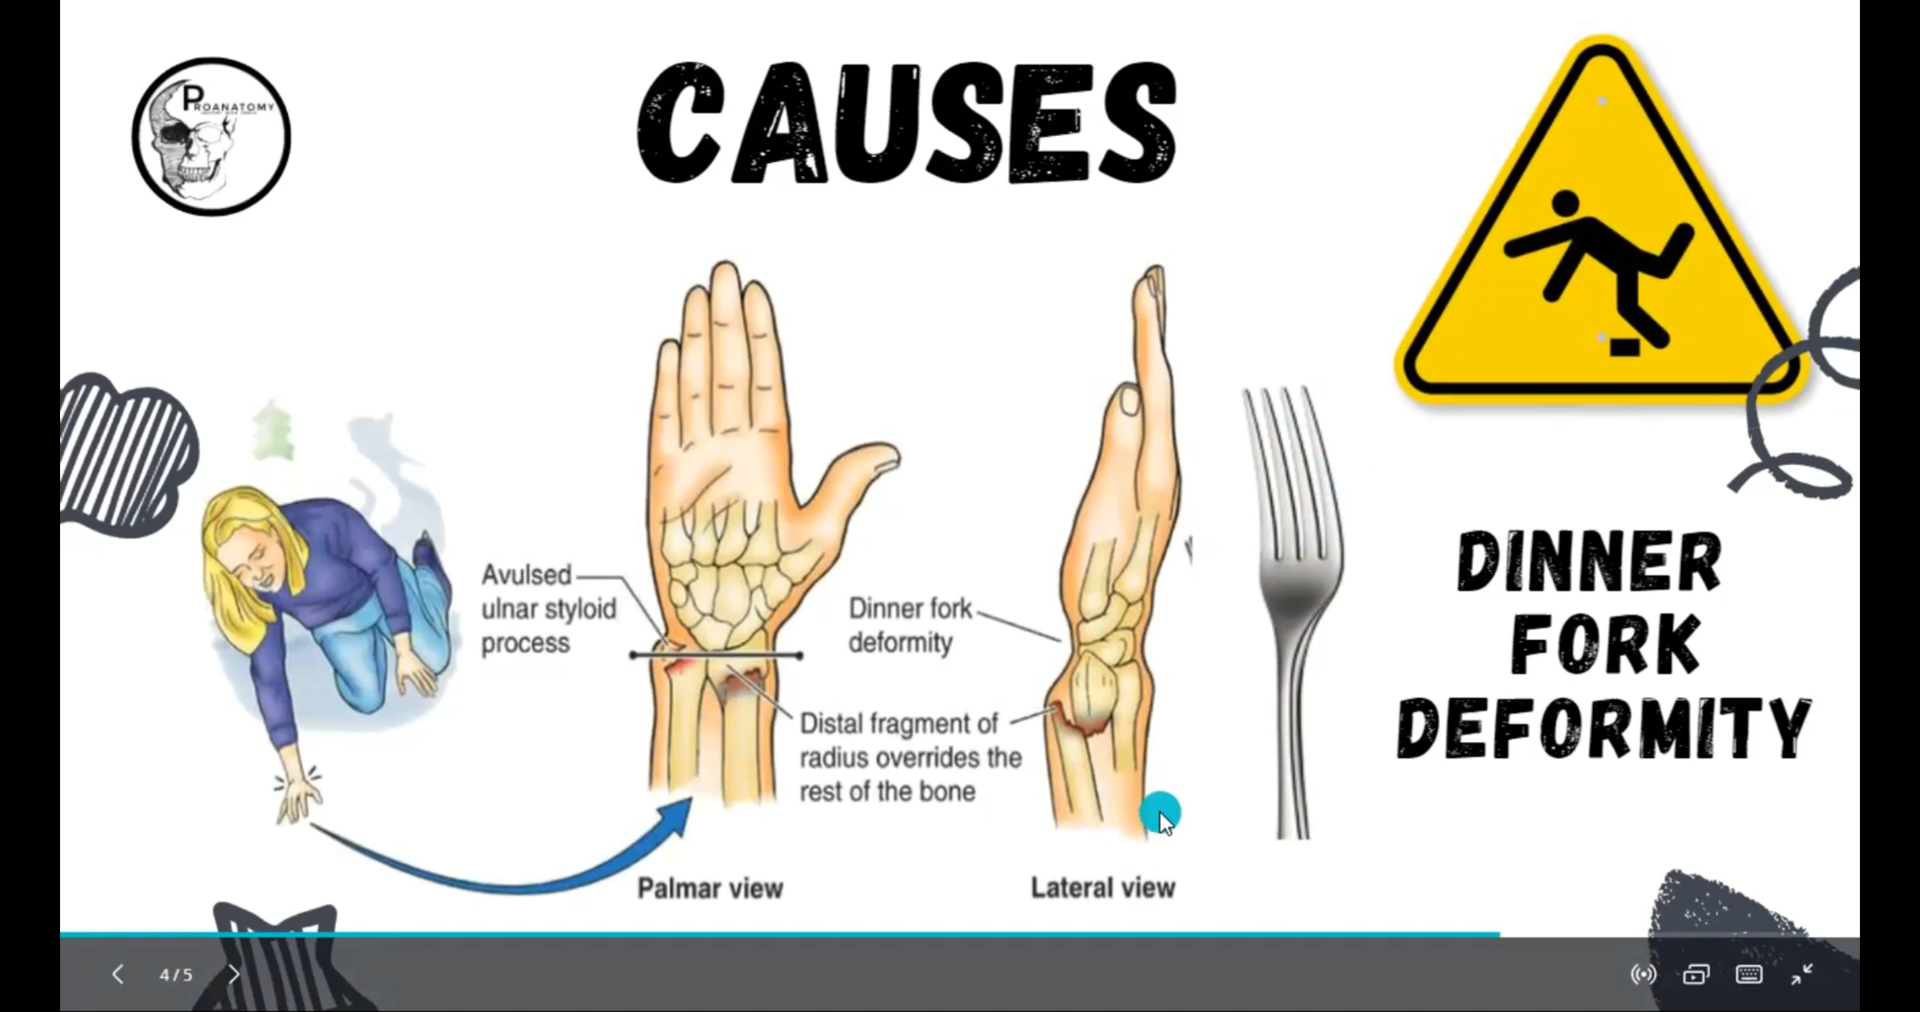 PROANATOMY
CAUSES
Avulsed
ulnar styloid
process
Dinner fork
deformity
Distal fragment of
radius overrides the
rest of the bone
Palmar view
Lateral view
DINNER
FORK
DEFORMITY
4/5